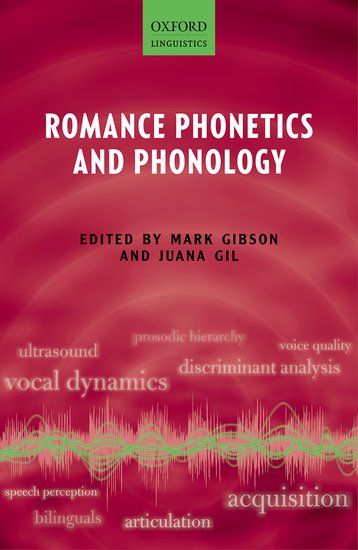 OXFORD
LINGUISTICS
ROMANCE PHONETICS
AND PHONOLOGY
EDITED BY MARK GIBSON
AND JUANA GIL
prosodic hierarchy
voice quality
ultrasound
discriminant analysis
vocal dynamics
speech perception
acquisition
bilinguals
articulation